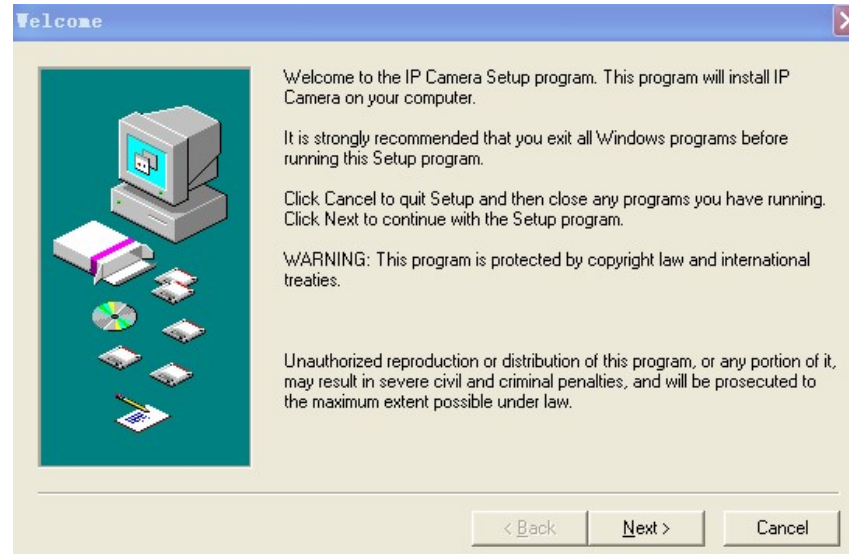 Welcome
Welcome to the IP Camera Setup program. This program will install IP
Camera on your computer.
It is strongly recommended that you exit all Windows programs before
running this Setup program.
Click Cancel to quit Setup and then close any programs you have running.
Click Next to continue with the Setup program.
WARNING: This program is protected by copyright law and international
treaties.
Unauthorized reproduction or distribution of this program, or any portion of it,
may result in severe civil and criminal penalties, and will be prosecuted to
the maximum extent possible under law.
< Back
Next >
Cancel